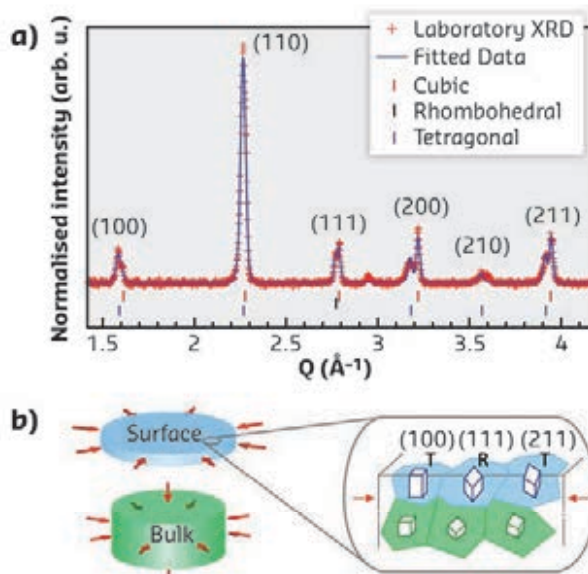 a)
Normalised intensity (arb. u.)
(100)
(110)
(111)
(200)
(210)
(211)
Laboratory XRD
Fitted Data
Cubic
Rhombohedral
Tetragonal
1.5 2 2.5 3 3.5 4
Q (Å-1)
b)
Surface
Bulk
(100) (111) (211)
T R T